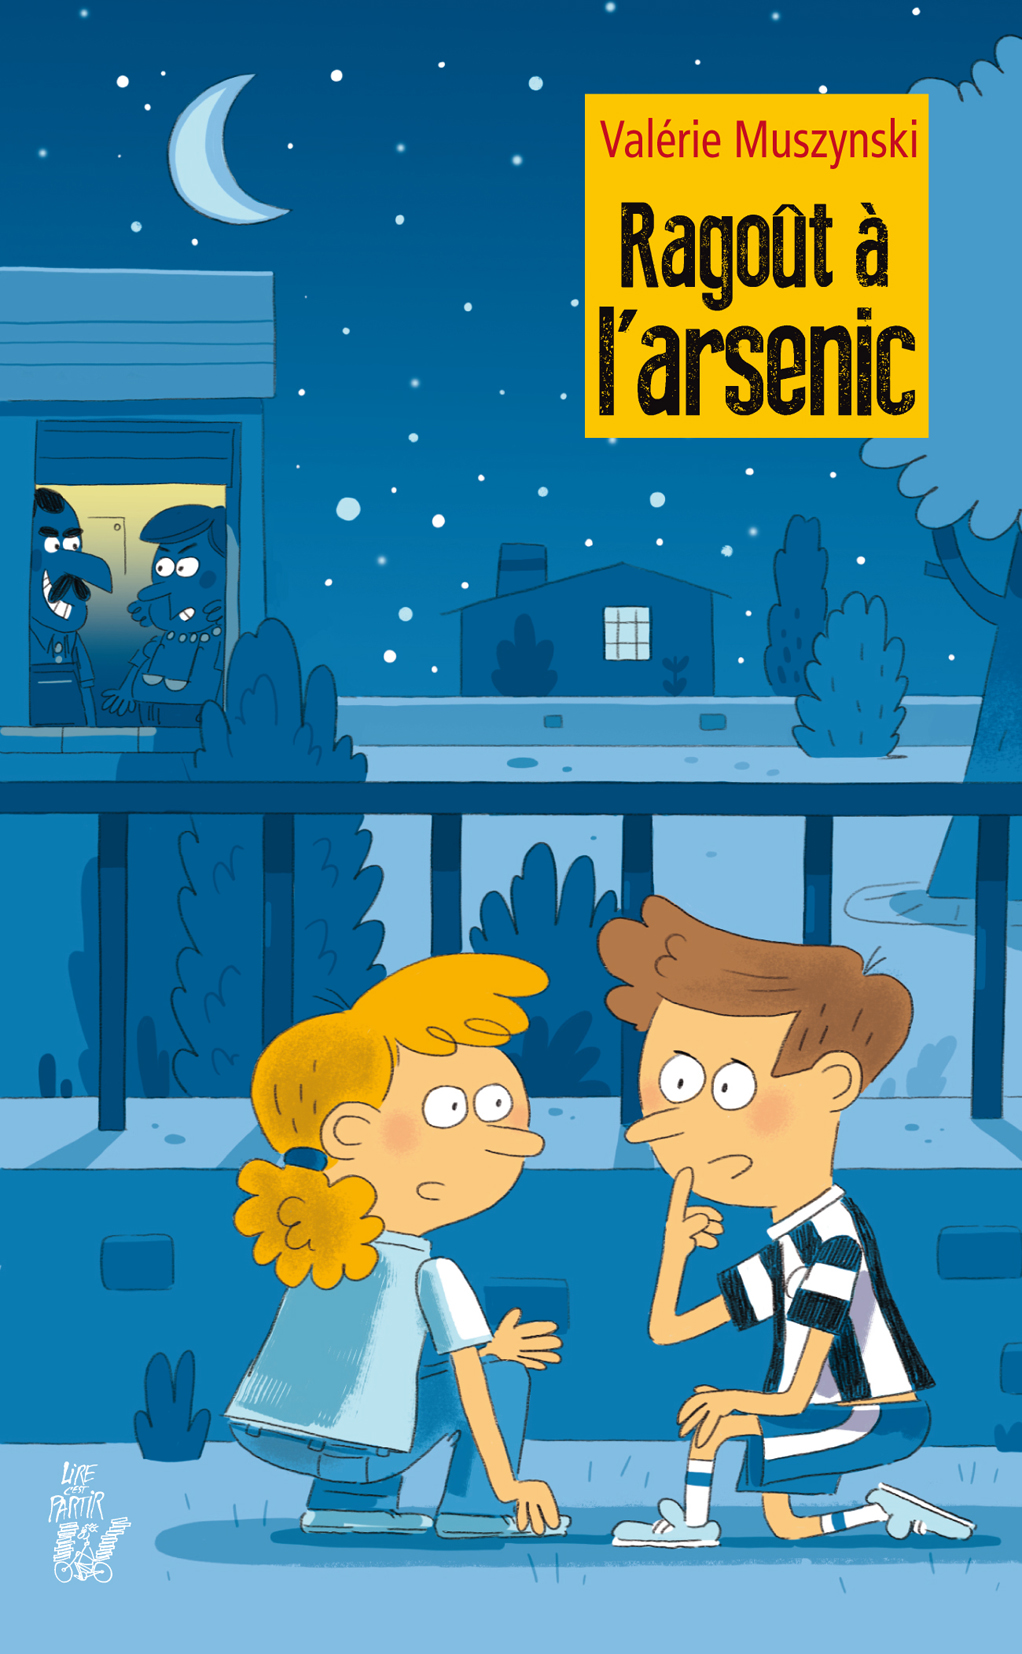 Valérie Muszynski
Ragoût à
l'arsenic
LIRE
C'EST
PARTIR